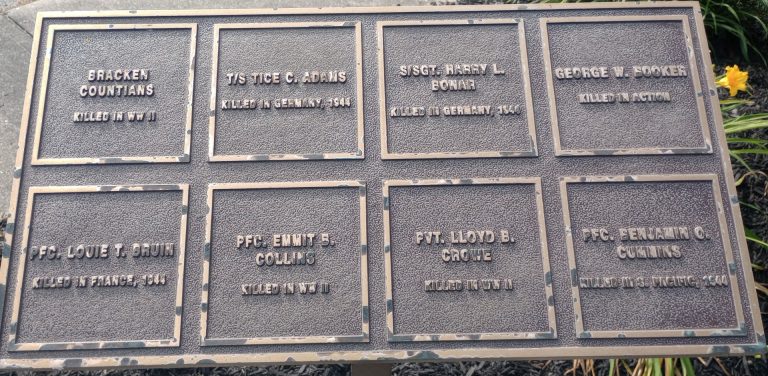 BRACKEN
COUNTIANS
KILLED IN WW II
T/S TICE C. ADAMS
KILLED IN GERMANY, 1944
S/SGT. HARRY L.
BONAR
KILLED IN GERMANY, 1944
GEORGE W. BOOKER
KILLED IN ACTION
PFC. LOUIE T. BRUIN
KILLED IN FRANCE, 1944
PFC. EMMIT B.
COLLINS
KILLED IN WW II
PVT. LLOYD B.
CROWE
KILLED IN WW II
PFC. BENJAMIN O.
CUMMINS
KILLED IN S. PACIFIC, 1944